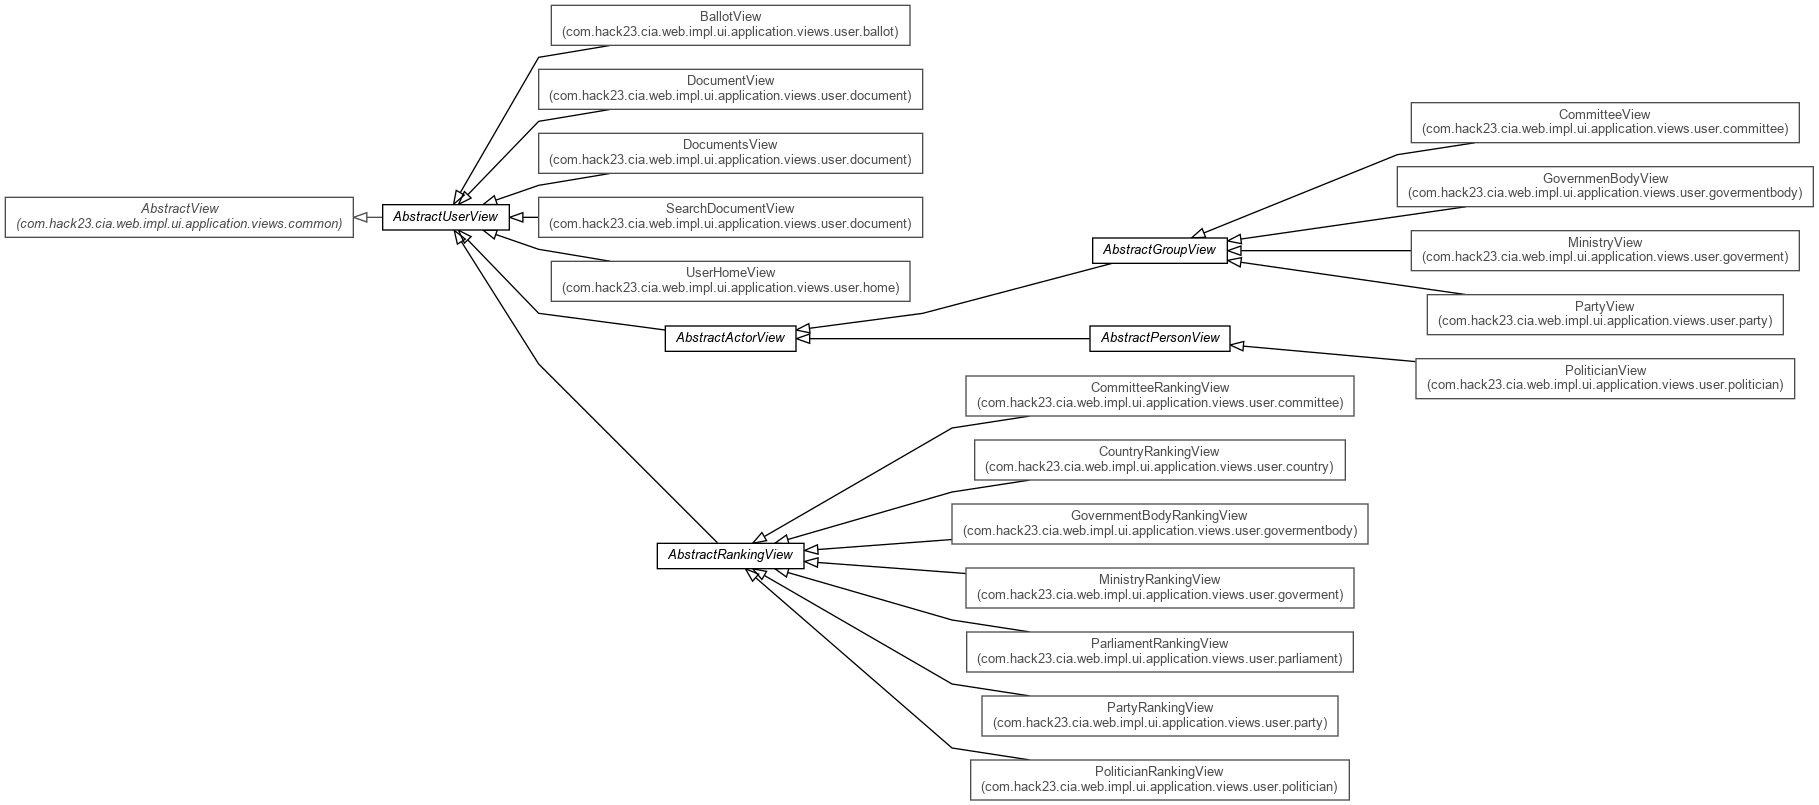 BallotView
(com.hack23.cia.web.impl.ui.application.views.user.ballot)
DocumentView
(com.hack23.cia.web.impl.ui.application.views.user.document)
DocumentsView
(com.hack23.cia.web.impl.ui.application.views.user.document)
SearchDocumentView
(com.hack23.cia.web.impl.ui.application.views.user.document)
UserHomeView
(com.hack23.cia.web.impl.ui.application.views.user.home)
AbstractView
(com.hack23.cia.web.impl.ui.application.views.common)
AbstractUserView
AbstractActorView
AbstractGroupView
AbstractPersonView
CommitteeView
(com.hack23.cia.web.impl.ui.application.views.user.committee)
GovernmenBodyView
(com.hack23.cia.web.impl.ui.application.views.user.govermentbody)
MinistryView
(com.hack23.cia.web.impl.ui.application.views.user.goverment)
PartyView
(com.hack23.cia.web.impl.ui.application.views.user.party)
PoliticianView
(com.hack23.cia.web.impl.ui.application.views.user.politician)
AbstractRankingView
CommitteeRankingView
(com.hack23.cia.web.impl.ui.application.views.user.committee)
CountryRankingView
(com.hack23.cia.web.impl.ui.application.views.user.country)
GovernmentBodyRankingView
(com.hack23.cia.web.impl.ui.application.views.user.govermentbody)
MinistryRankingView
(com.hack23.cia.web.impl.ui.application.views.user.goverment)
ParliamentRankingView
(com.hack23.cia.web.impl.ui.application.views.user.parliament)
PartyRankingView
(com.hack23.cia.web.impl.ui.application.views.user.party)
PoliticianRankingView
(com.hack23.cia.web.impl.ui.application.views.user.politician)